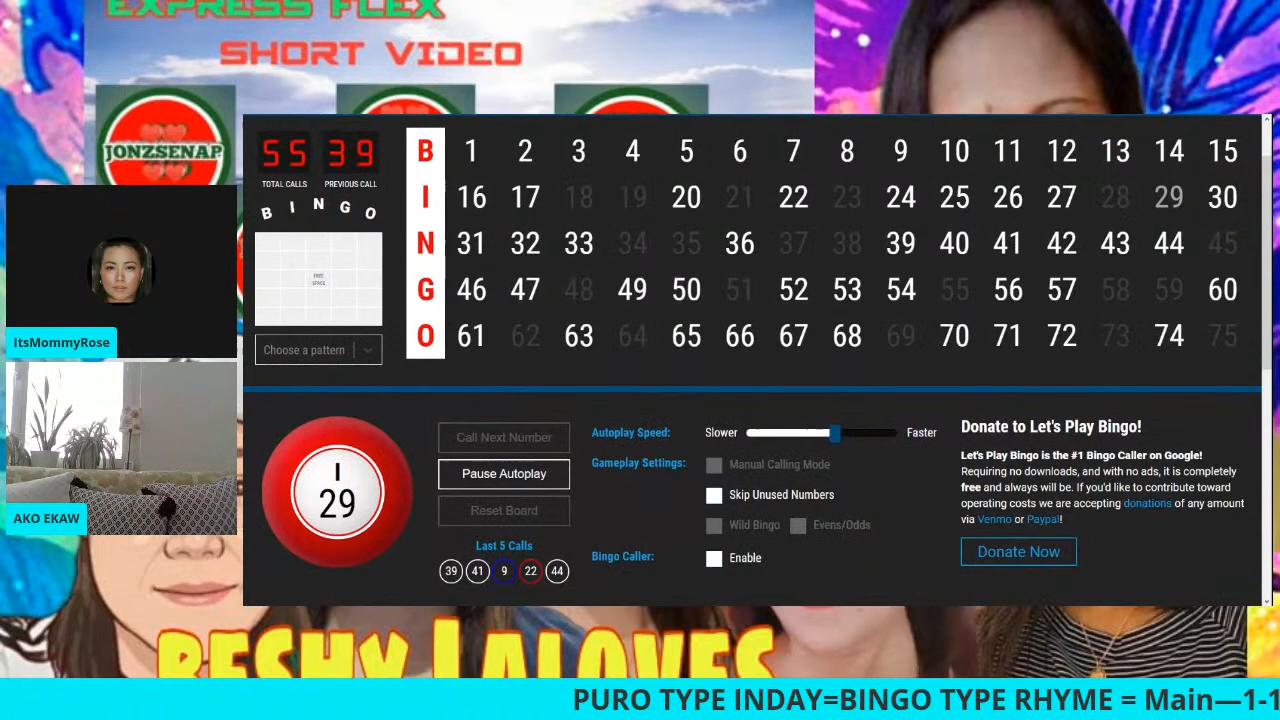 EXPRESS FLEX
SHORT VIDEO
JONZSENAP
55 39
TOTAL CALLS PREVIOUS CALL
B I N G O
FREE
SPACE
Choose a pattern
B 1 2 3 4 5 6 7 8 9 10 11 12 13 14 15
I 16 17 18 19 20 21 22 23 24 25 26 27 28 29 30
N 31 32 33 34 35 36 37 38 39 40 41 42 43 44 45
G 46 47 48 49 50 51 52 53 54 55 56 57 58 59 60
O 61 62 63 64 65 66 67 68 69 70 71 72 73 74 75
ItsMommyRose
AKO EKAW
I
29
Call Next Number
Pause Autoplay
Reset Board
Last 5 Calls
39 41 9 22 44
Autoplay Speed: Slower Faster
Gameplay Settings: Manual Calling Mode
Skip Unused Numbers
Wild Bingo Evens/Odds
Bingo Caller: Enable
Donate to Let's Play Bingo!
Let's Play Bingo is the #1 Bingo Caller on Google!
Requiring no downloads, and with no ads, it is completely
free and always will be. If you'd like to contribute toward
operating costs we are accepting donations of any amount
via Venmo or Paypal!
Donate Now
BESHY LALOVES
PURO TYPE INDAY=BINGO TYPE RHYME = Main—1-1